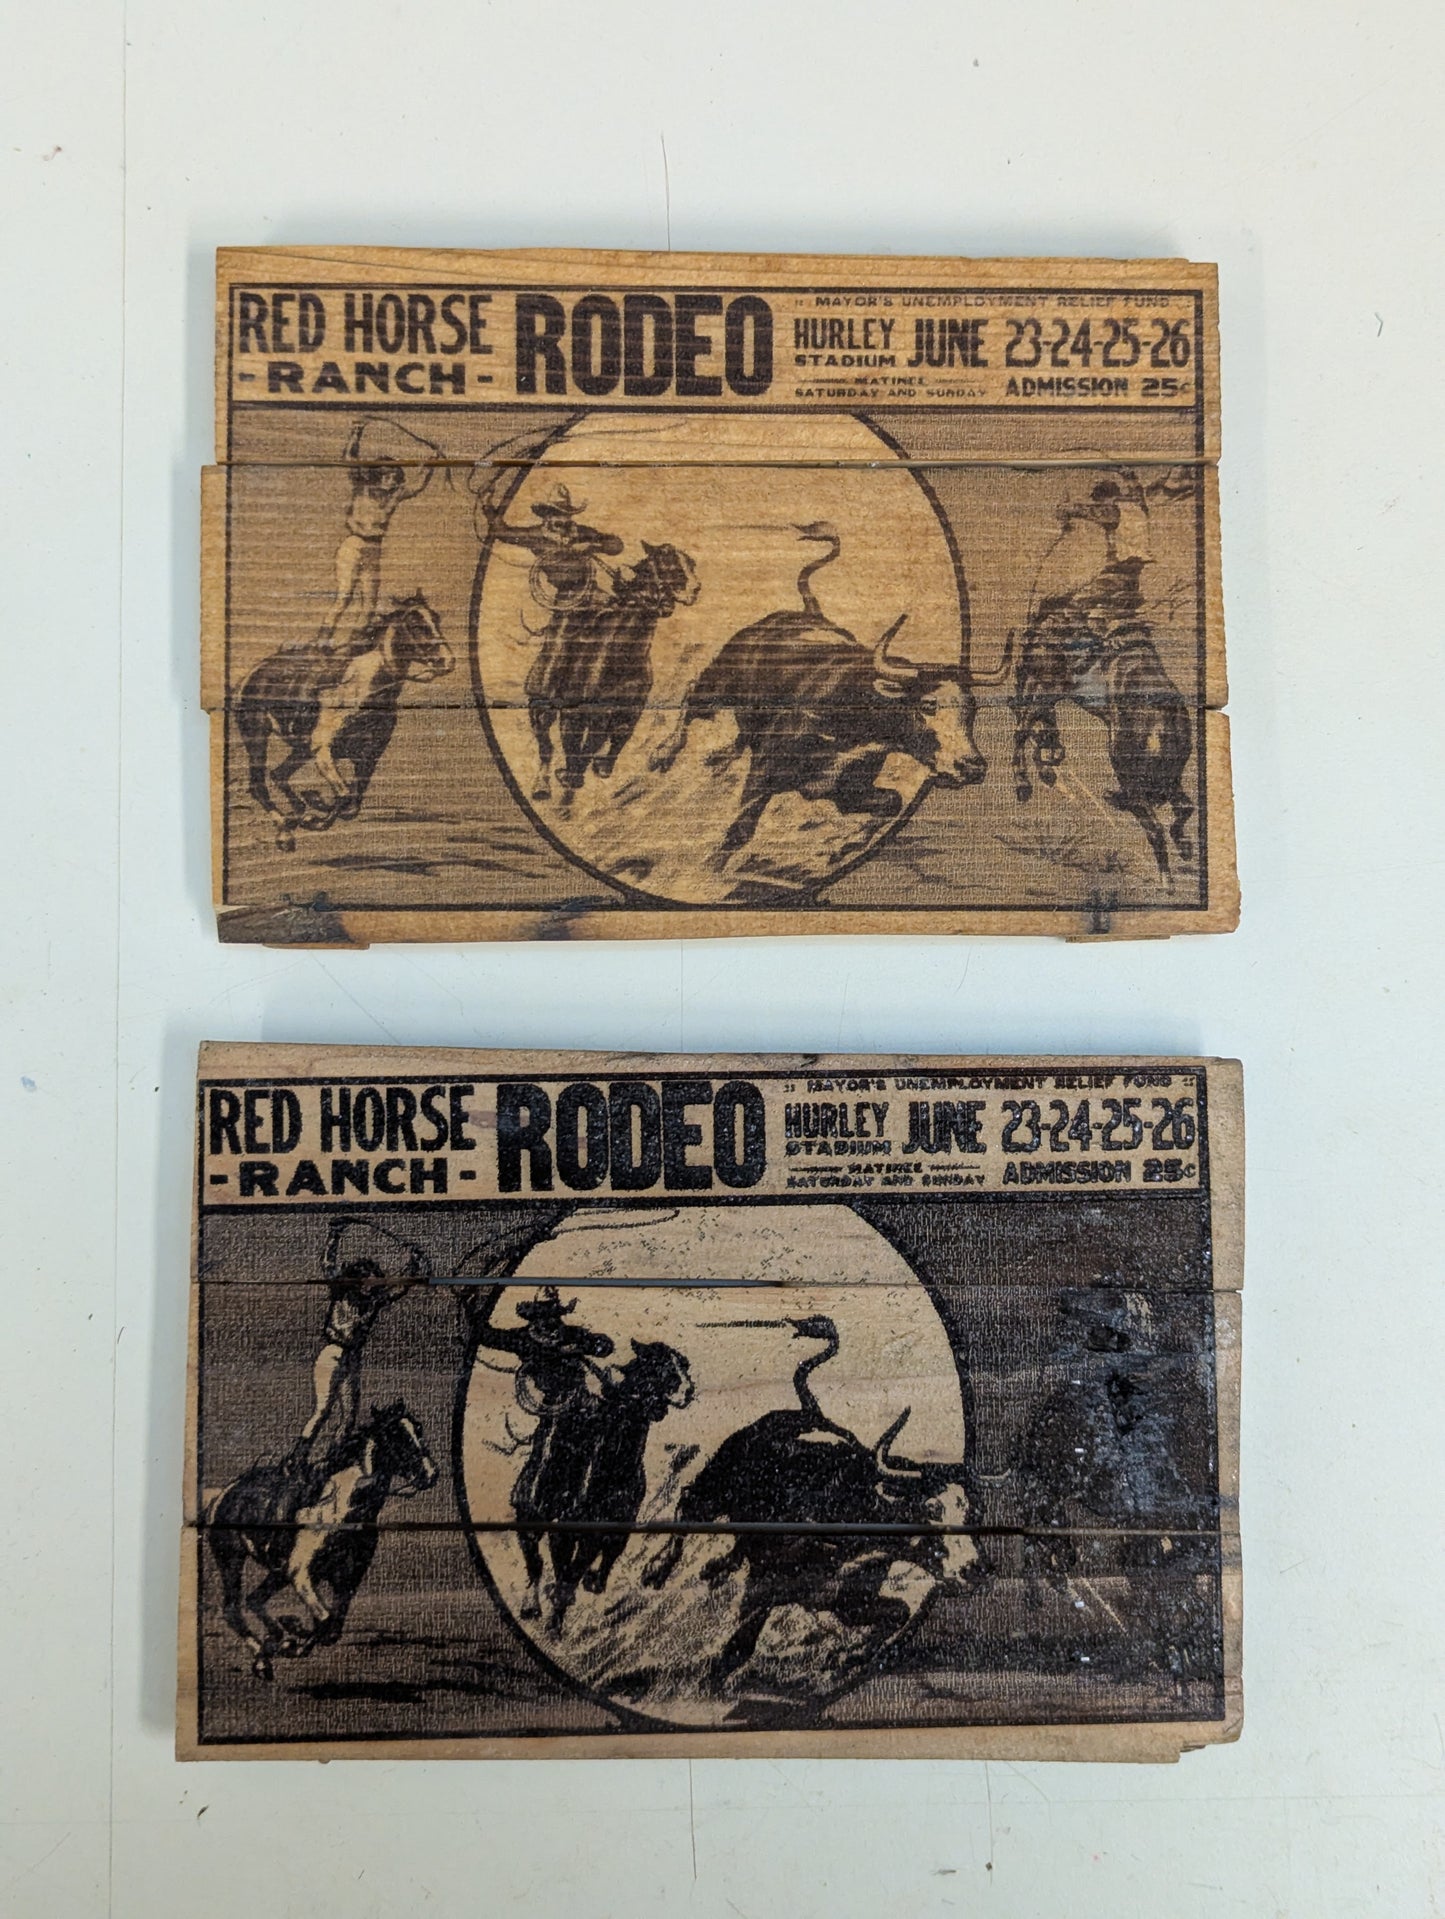 RED HORSE
-RANCH-
RODEO
:: MAYOR'S UNEMPLOYMENT RELIEF FUND ::
HURLEY
STADIUM
JUNE 23-24-25-26
MATINEE
SATURDAY AND SUNDAY
ADMISSION 25c
RED HORSE
-RANCH-
RODEO
:: MAYOR'S UNEMPLOYMENT RELIEF FUND ::
HURLEY
STADIUM
JUNE 23-24-25-26
MATINEE
SATURDAY AND SUNDAY
ADMISSION 25c